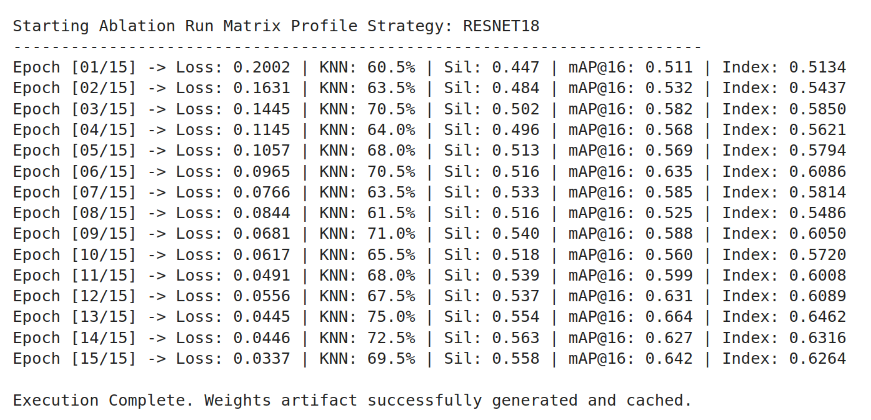 Starting Ablation Run Matrix Profile Strategy: RESNET18
------------------------------------------------------------------------
Epoch [01/15] -> Loss: 0.2002 | KNN: 60.5% | Sil: 0.447 | mAP@16: 0.511 | Index: 0.5134
Epoch [02/15] -> Loss: 0.1631 | KNN: 63.5% | Sil: 0.484 | mAP@16: 0.532 | Index: 0.5437
Epoch [03/15] -> Loss: 0.1445 | KNN: 70.5% | Sil: 0.502 | mAP@16: 0.582 | Index: 0.5850
Epoch [04/15] -> Loss: 0.1145 | KNN: 64.0% | Sil: 0.496 | mAP@16: 0.568 | Index: 0.5621
Epoch [05/15] -> Loss: 0.1057 | KNN: 68.0% | Sil: 0.513 | mAP@16: 0.569 | Index: 0.5794
Epoch [06/15] -> Loss: 0.0965 | KNN: 70.5% | Sil: 0.516 | mAP@16: 0.635 | Index: 0.6086
Epoch [07/15] -> Loss: 0.0766 | KNN: 63.5% | Sil: 0.533 | mAP@16: 0.585 | Index: 0.5814
Epoch [08/15] -> Loss: 0.0844 | KNN: 61.5% | Sil: 0.516 | mAP@16: 0.525 | Index: 0.5486
Epoch [09/15] -> Loss: 0.0681 | KNN: 71.0% | Sil: 0.540 | mAP@16: 0.588 | Index: 0.6050
Epoch [10/15] -> Loss: 0.0617 | KNN: 65.5% | Sil: 0.518 | mAP@16: 0.560 | Index: 0.5720
Epoch [11/15] -> Loss: 0.0491 | KNN: 68.0% | Sil: 0.539 | mAP@16: 0.599 | Index: 0.6008
Epoch [12/15] -> Loss: 0.0556 | KNN: 67.5% | Sil: 0.537 | mAP@16: 0.631 | Index: 0.6089
Epoch [13/15] -> Loss: 0.0445 | KNN: 75.0% | Sil: 0.554 | mAP@16: 0.664 | Index: 0.6462
Epoch [14/15] -> Loss: 0.0446 | KNN: 72.5% | Sil: 0.563 | mAP@16: 0.627 | Index: 0.6316
Epoch [15/15] -> Loss: 0.0337 | KNN: 69.5% | Sil: 0.558 | mAP@16: 0.642 | Index: 0.6264
Execution Complete. Weights artifact successfully generated and cached.